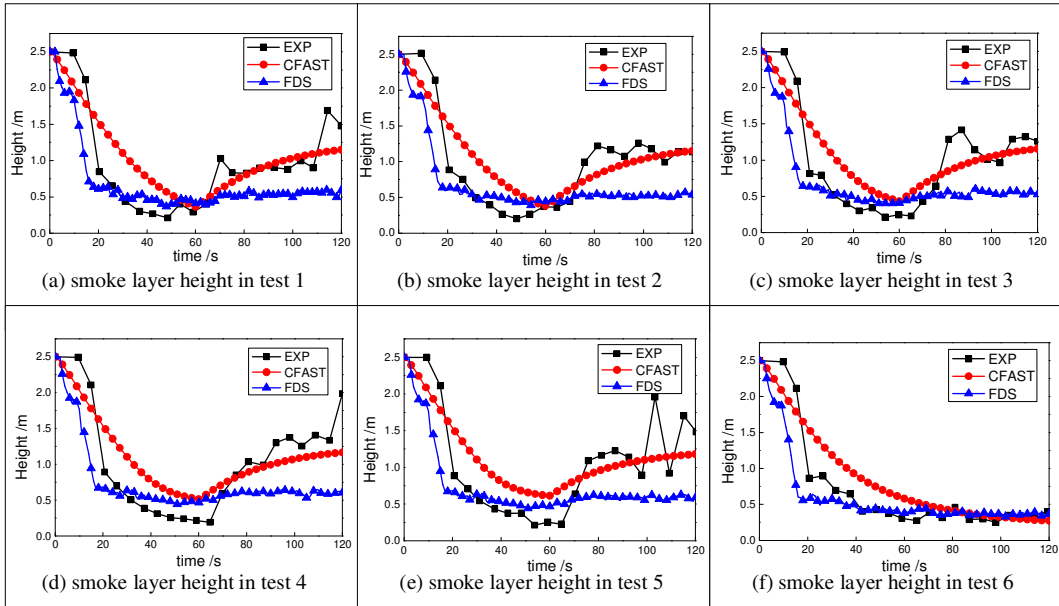 2.5
2.0
1.5
1.0
0.5
0.0
Height /m
EXP
CFAST
FDS
0 20 40 60 80 100 120
time /s
(a) smoke layer height in test 1
2.5
2.0
1.5
1.0
0.5
0.0
Height /m
EXP
CFAST
FDS
0 20 40 60 80 100 120
time /s
(b) smoke layer height in test 2
2.5
2.0
1.5
1.0
0.5
0.0
Height /m
EXP
CFAST
FDS
0 20 40 60 80 100 120
time /s
(c) smoke layer height in test 3
2.5
2.0
1.5
1.0
0.5
0.0
Height /m
EXP
CFAST
FDS
0 20 40 60 80 100 120
time /s
(d) smoke layer height in test 4
2.5
2.0
1.5
1.0
0.5
0.0
Height /m
EXP
CFAST
FDS
0 20 40 60 80 100 120
time /s
(e) smoke layer height in test 5
2.5
2.0
1.5
1.0
0.5
0.0
Height /m
EXP
CFAST
FDS
0 20 40 60 80 100 120
time /s
(f) smoke layer height in test 6